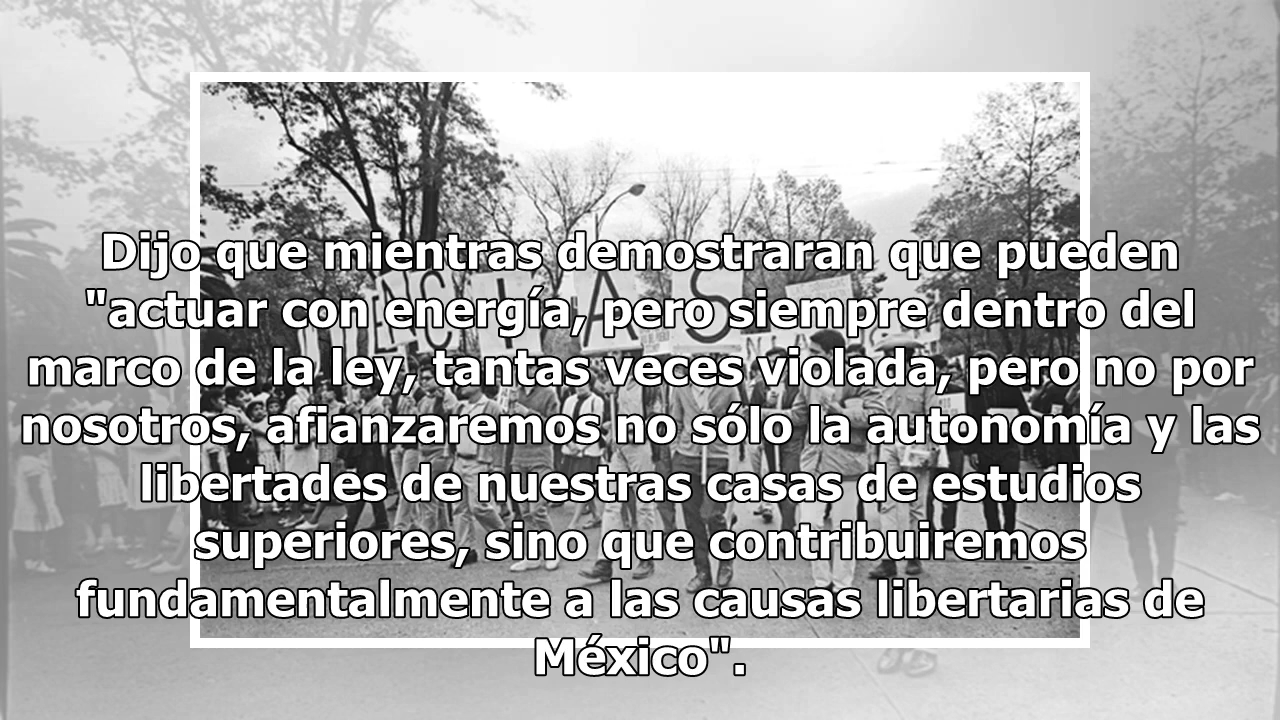 Dijo que mientras demostraran que pueden
"actuar con energía, pero siempre dentro del
marco de la ley, tantas veces violada, pero no por
nosotros, afianzaremos no sólo la autonomía y las
libertades de nuestras casas de estudios
superiores, sino que contribuiremos
fundamentalmente a las causas libertarias de
México".